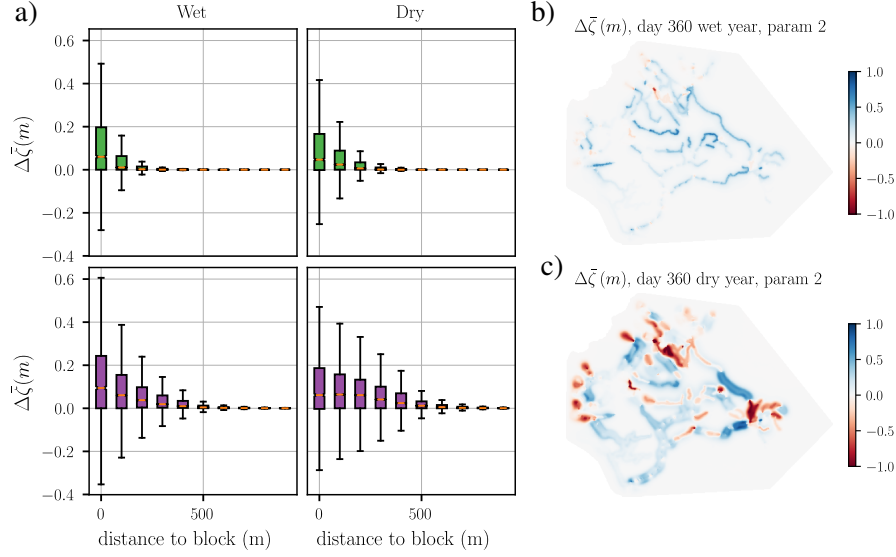 a)
Wet
Dry
0.6
0.4
0.2
0.0
−0.2
−0.4
Δζ̄(m)
0.6
0.4
0.2
0.0
−0.2
−0.4
Δζ̄(m)
0
500
0
500
distance to block (m)
distance to block (m)
b)
Δζ̄(m), day 360 wet year, param 2
1.0
0.5
0.0
−0.5
−1.0
c)
Δζ̄(m), day 360 dry year, param 2
1.0
0.5
0.0
−0.5
−1.0